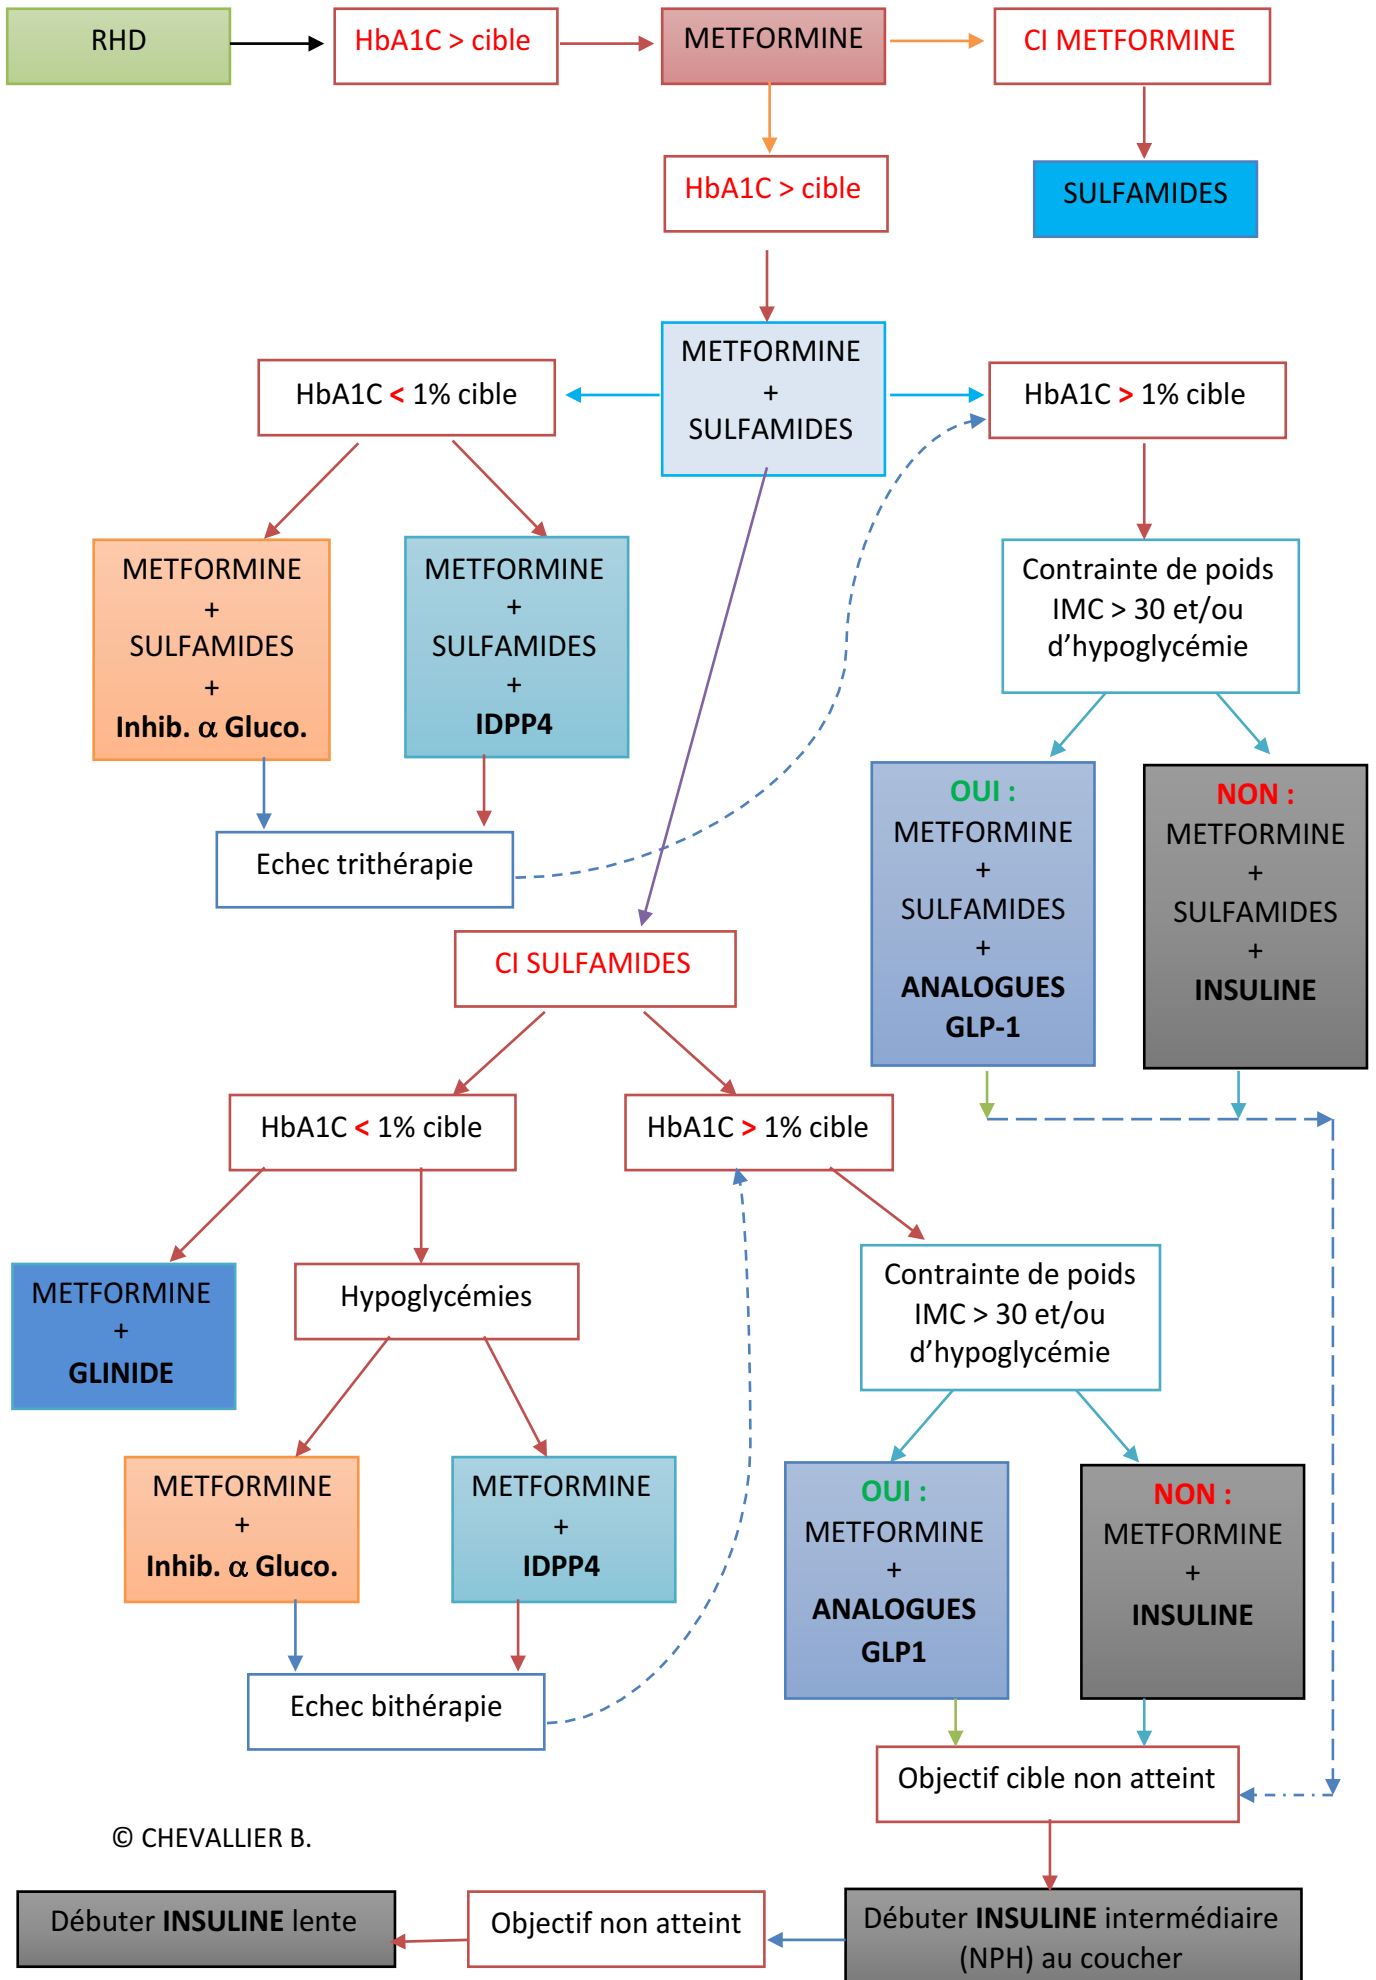 RHD
HbA1C > cible
METFORMINE
CI METFORMINE
HbA1C > cible
SULFAMIDES
METFORMINE
+
SULFAMIDES
HbA1C < 1% cible
HbA1C > 1% cible
METFORMINE
+
SULFAMIDES
+
Inhib. α Gluco.
METFORMINE
+
SULFAMIDES
+
IDPP4
Contrainte de poids
IMC > 30 et/ou
d’hypoglycémie
Echec trithérapie
OUI :
METFORMINE
+
SULFAMIDES
+
ANALOGUES
GLP-1
NON :
METFORMINE
+
SULFAMIDES
+
INSULINE
CI SULFAMIDES
HbA1C < 1% cible
HbA1C > 1% cible
METFORMINE
+
GLINIDE
Hypoglycémies
Contrainte de poids
IMC > 30 et/ou
d’hypoglycémie
METFORMINE
+
Inhib. α Gluco.
METFORMINE
+
IDPP4
OUI :
METFORMINE
+
ANALOGUES
GLP1
NON :
METFORMINE
+
INSULINE
Echec bithérapie
Objectif cible non atteint
© CHEVALLIER B.
Débuter INSULINE lente
Objectif non atteint
Débuter INSULINE intermédiaire
(NPH) au coucher